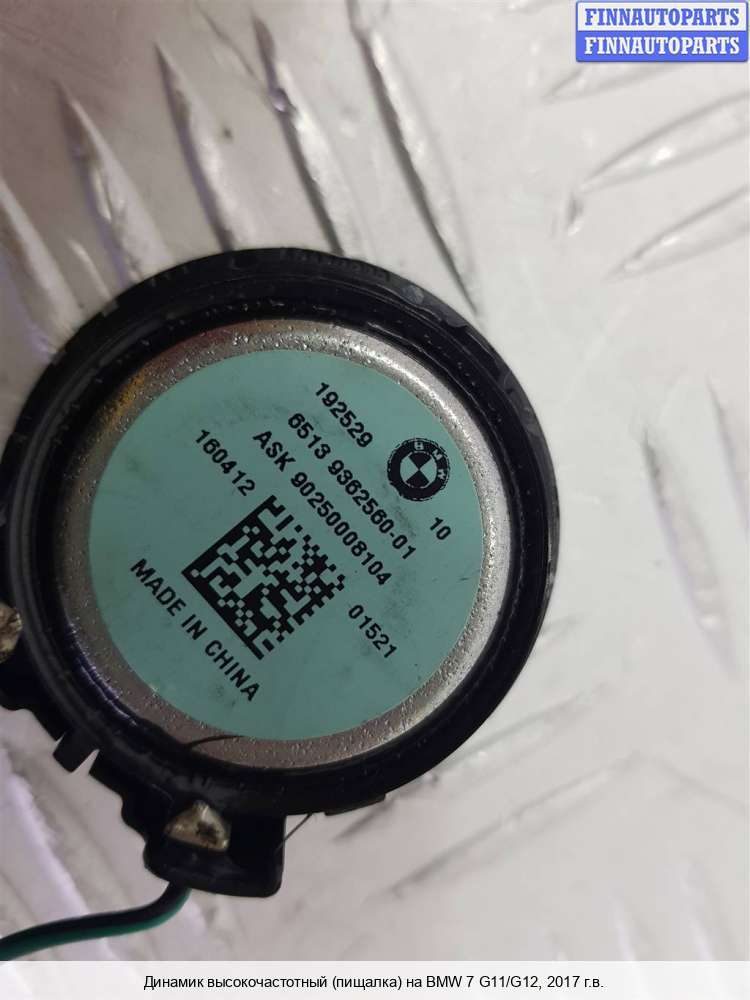 FINNAUTOPARTS
FINNAUTOPARTS
192529
BMW
10
6513 9362560-01
ASK 90250008104
160412
01521
MADE IN CHINA
Динамик высокочастотный (пищалка) на BMW 7 G11/G12, 2017 г.в.